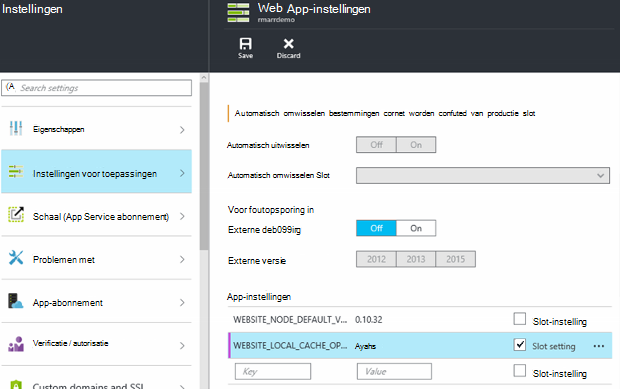 Instellingen
Web App-instellingen
rmarrdemo
Save
Discard
(A Search settings
Eigenschappen
Instellingen voor toepassingen
Schaal (App Service abonnement)
Problemen met
App-abonnement
Verificatie / autorisatie
Custom domains and SSL
Automatisch omwisselen bestemmingen cornet worden confuted van productie slot
Automatisch uitwisselen
Off
On
Automatisch omwisselen Slot
Voor foutopsporing in
Externe deb099irg
Off
On
Externe versie
2012
2013
2015
App-instellingen
WEBSITE_NODE_DEFAULT_V... 0.10.32 Slot-instelling
WEBSITE_LOCAL_CACHE_OP... Ayahs Slot setting ...
Key Value Slot-instelling